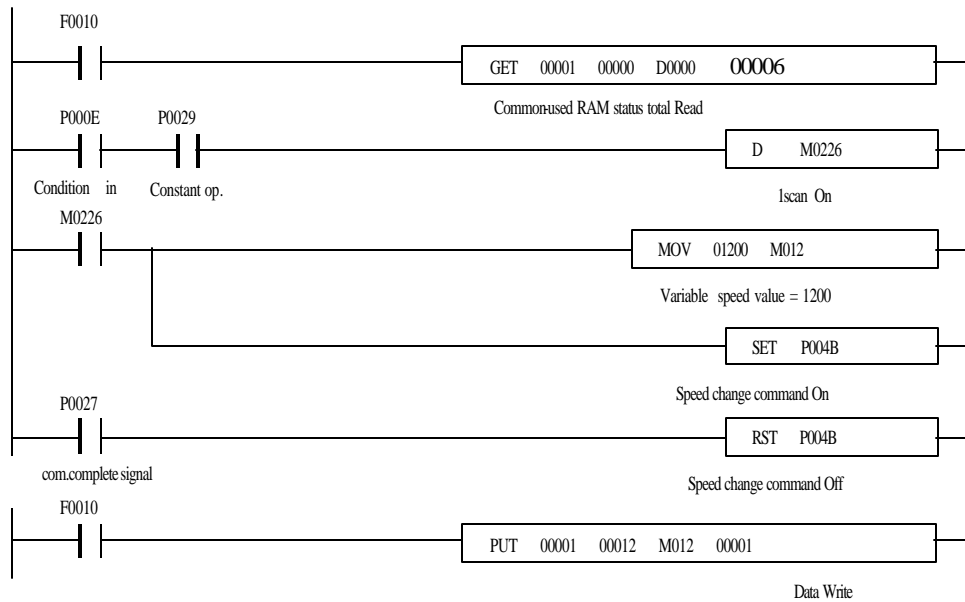 F0010
GET 00001 00000 D0000 00006
Common-used RAM status total Read
P000E P0029
D M0226
Condition in Constant op.
1scan On
M0226
MOV 01200 M012
Variable speed value = 1200
SET P004B
Speed change command On
P0027
RST P004B
com.complete signal
Speed change command Off
F0010
PUT 00001 00012 M012 00001
Data Write